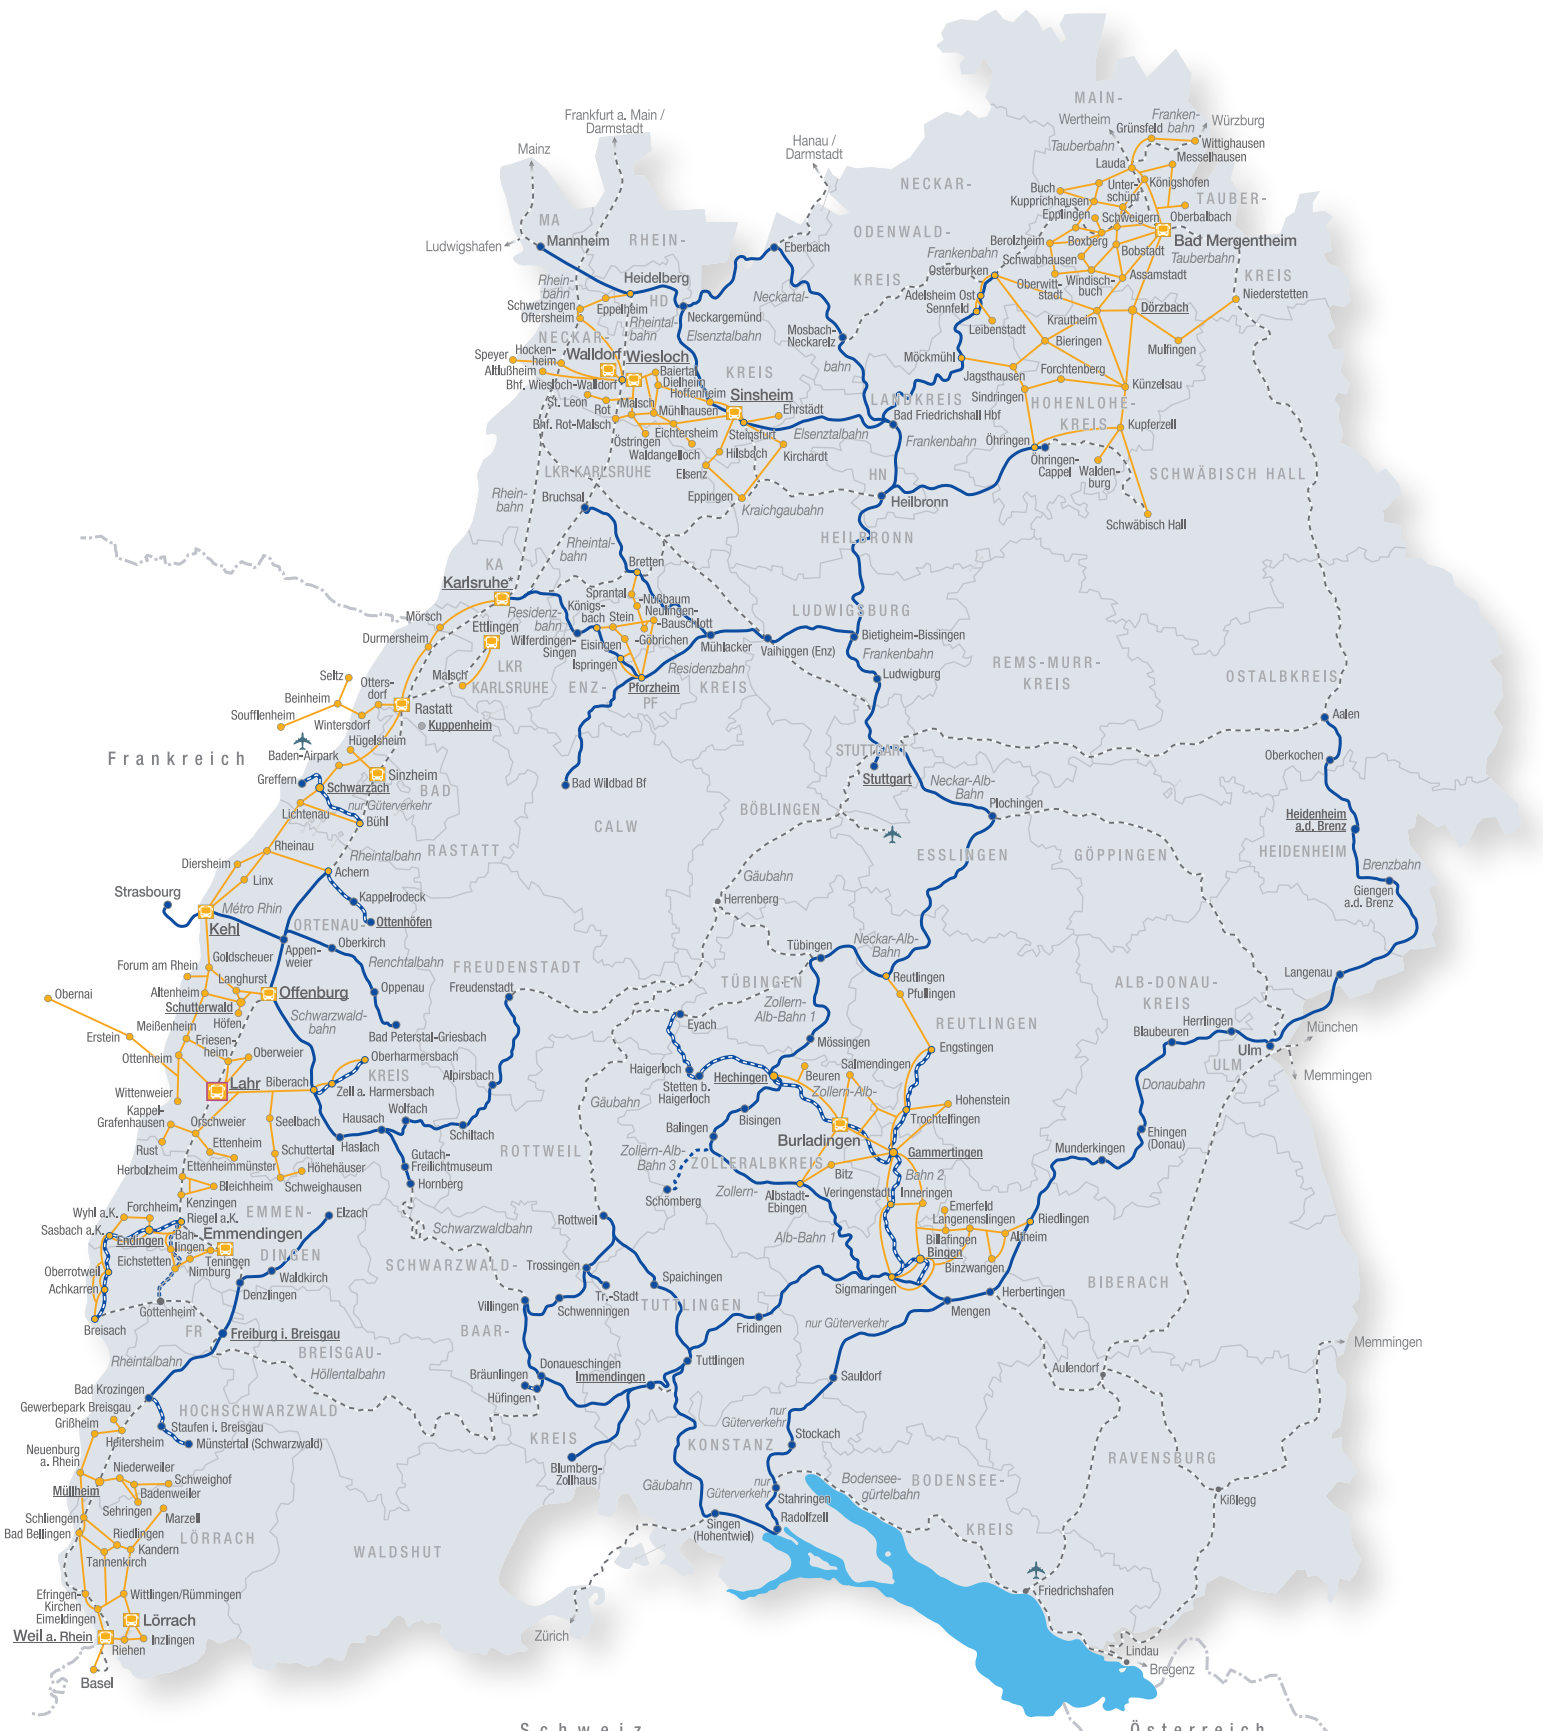 MAIN-
Wertheim
Franken-
bahn
Grünsfeld
Würzburg
Wittighausen
Tauberbahn
Messelhausen
Lauda
Königshofen
Unter-
schüpf
Buch
Kupprichhausen
TAUBER-
Epplingen
Schweigern
Oberbalbach
Berolzheim
Boxberg
Bad Mergentheim
Tauberbahn
Bobstadt
Schwabhausen
Assamstadt
KREIS
Oberwitt-
stadt
Windisch-
buch
Niederstetten
Dörzbach
Krautheim
Mulfingen
Bieringen
Frankfurt a. Main /
Darmstadt
Mainz
Hanau /
Darmstadt
NECKAR-
ODENWALD-
KREIS
MA
Ludwigshafen
Mannheim
RHEIN-
Eberbach
Frankenbahn
Osterburken
Adelsheim Ost
Sennfeld
Leibenstadt
Rhein-
bahn
Heidelberg
HD
Neckartal-
bahn
Schwetzingen
Oftersheim
Eppelheim
Rheintal-
bahn
Neckargemünd
Elsenztalbahn
Mosbach-
Neckarelz
NECKAR-
KREIS
Möckmühl
Jagsthausen
Forchtenberg
Künzelsau
Sindringen
HOHENLOHE-
KREIS
Speyer
Hocken-
heim
Altlußheim
Walldorf
Wiesloch
Bhf. Wiesloch-Walldorf
Baiertal
Dielheim
Hoffenheim
Sinsheim
St. Leon
Rot
Malsch
Mühlhausen
Ehrstädt
Bhf. Rot-Malsch
Eichtersheim
Steinsfurt
Östringen
Waldangelloch
Hilsbach
Kirchardt
Elsenz
Eppingen
Elsenztalbahn
LANDKREIS
Bad Friedrichshall Hbf
Frankenbahn
Öhringen
Öhringen-
Cappel
Kupferzell
Walden-
burg
SCHWÄBISCH HALL
Schwäbisch Hall
LKR KARLSRUHE
Rhein-
bahn
Bruchsal
Kraichgaubahn
HN
Heilbronn
HEILBRONN
Rheintal-
bahn
KA
Karlsruhe*
Bretten
Sprantal
Nußbaum
Residenz-
bahn
Königs-
bach
Stein
Neulingen-
Bauschlott
Mörsch
Ettlingen
Wilferdingen-
Singen
Eisingen
-Göbrichen
Durmersheim
Ispringen
Mühlacker
Vaihingen (Enz)
LUDWIGSBURG
Bietigheim-Bissingen
Frankenbahn
Malsch
LKR
KARLSRUHE
ENZ-
Pforzheim
PF
Residenzbahn
KREIS
Ludwigburg
REMS-MURR-
KREIS
OSTALBKREIS
Seltz
Otters-
dorf
Beinheim
Soufflenheim
Wintersdorf
Rastatt
Kuppenheim
Aalen
Hügelsheim
Frankreich
Baden-Airpark
Sinzheim
Greffern
Schwarzach
BAD
nur Güterverkehr
Lichtenau
Bühl
Bad Wildbad Bf
STUTTGART
Stuttgart
Neckar-Alb-
Bahn
Plochingen
Oberkochen
Heidenheim
a.d. Brenz
HEIDENHEIM
Brenzbahn
Giengen
a.d. Brenz
BÖBLINGEN
CALW
RASTATT
ESSLINGEN
GÖPPINGEN
Rheinau
Rheintalbahn
Diersheim
Linx
Achern
Gäubahn
Herrenberg
Strasbourg
Kappelrodeck
Métro Rhin
Kehl
ORTENAU-
Ottenhöfen
Appen-
weier
Oberkirch
Renchtalbahn
Tübingen
Neckar-Alb-
Bahn
Goldscheuer
Forum am Rhein
Langhurst
Offenburg
Oppenau
FREUDENSTADT
Freudenstadt
TÜBINGEN
Reutlingen
Pfullingen
Langenau
ALB-DONAU-
KREIS
Obernai
Altenheim
Schutterwald
Höfen
Schwarzwald-
bahn
Bad Peterstal-Griesbach
Zollern-
Alb-Bahn 1
Eyach
REUTLINGEN
Herrlingen
Blaubeuren
München
Ulm
ULM
Memmingen
Erstein
Meißenheim
Friesen-
heim
Oberweier
Oberharmersbach
KREIS
Mössingen
Engstingen
Ottenheim
Lahr
Biberach
Zell a. Harmersbach
Alpirsbach
Haigerloch
Stetten b.
Haigerloch
Hechingen
Beuren
Salmendingen
Zollern-Alb-
Donaubahn
Wittenweier
Kappel-
Grafenhausen
Orschweier
Seelbach
Hausach
Wolfach
Gäubahn
Bisingen
Hohenstein
Trochtelfingen
Ehingen
(Donau)
Rust
Ettenheim
Schuttertal
Haslach
Schiltach
Balingen
Burladingen
Gammertingen
Munderkingen
Herbolzheim
Ettenheimmünster
Höhehäuser
Gutach-
Freilichtmuseum
ROTTWEIL
Zollern-Alb-
Bahn 3
ZOLLERALBKREIS
Bitz
Bahn 2
Bleichheim
Schweighausen
Hornberg
Schömberg
Zollern-
Albstadt-
Ebingen
Veringenstadt
Inneringen
Kenzingen
Forchheim
EMMEN-
Elzach
Emerfeld
Langenenslingen
Riedlingen
Wyhl a.K.
Riegel a.K.
Schwarzwaldbahn
Rottweil
Sasbach a.K.
Endingen
Bah-
lingen
Emmendingen
DINGEN
Alb-Bahn 1
Billafingen
Altheim
Eichstetten
Teningen
Bingen
Binzwangen
Oberrotweil
Nimburg
Waldkirch
SCHWARZWALD-
Trossingen
Spaichingen
Sigmaringen
BIBERACH
Achkarren
Denzlingen
Villingen
Tr.-Stadt
TUTTLINGEN
Mengen
Herbertingen
Gottenheim
Schwenningen
Breisach
FR
Freiburg i. Breisgau
BAAR-
Fridingen
nur Güterverkehr
Memmingen
Rheintalbahn
BREISGAU-
Höllentalbahn
Donaueschingen
Immendingen
Tuttlingen
Sauldorf
Aulendorf
Bräunlingen
Hüfingen
Bad Krozingen
Gewerbepark Breisgau
HOCHSCHWARZWALD
Grißheim
Staufen i. Breisgau
Heitersheim
Münstertal (Schwarzwald)
KREIS
nur
Güterverkehr
KONSTANZ
Stockach
Neuenburg
a. Rhein
Niederweiler
Schweighof
Blumberg-
Zollhaus
RAVENSBURG
Müllheim
Badenweiler
Sehringen
Marzell
Gäubahn
nur
Güterverkehr
Stahringen
Bodensee-
gürtelbahn
BODENSEE-
KREIS
Kißlegg
Schliengen
Riedlingen
Singen
(Hohentwiel)
Radolfzell
Bad Bellingen
LÖRRACH
Kandern
Tannenkirch
WALDSHUT
Efringen-
Kirchen
Wittlingen/Rümmingen
Friedrichshafen
Eimeldingen
Lörrach
Weil a. Rhein
Zürich
Inzlingen
Riehen
Lindau
Bregenz
Basel
Schweiz
Österreich